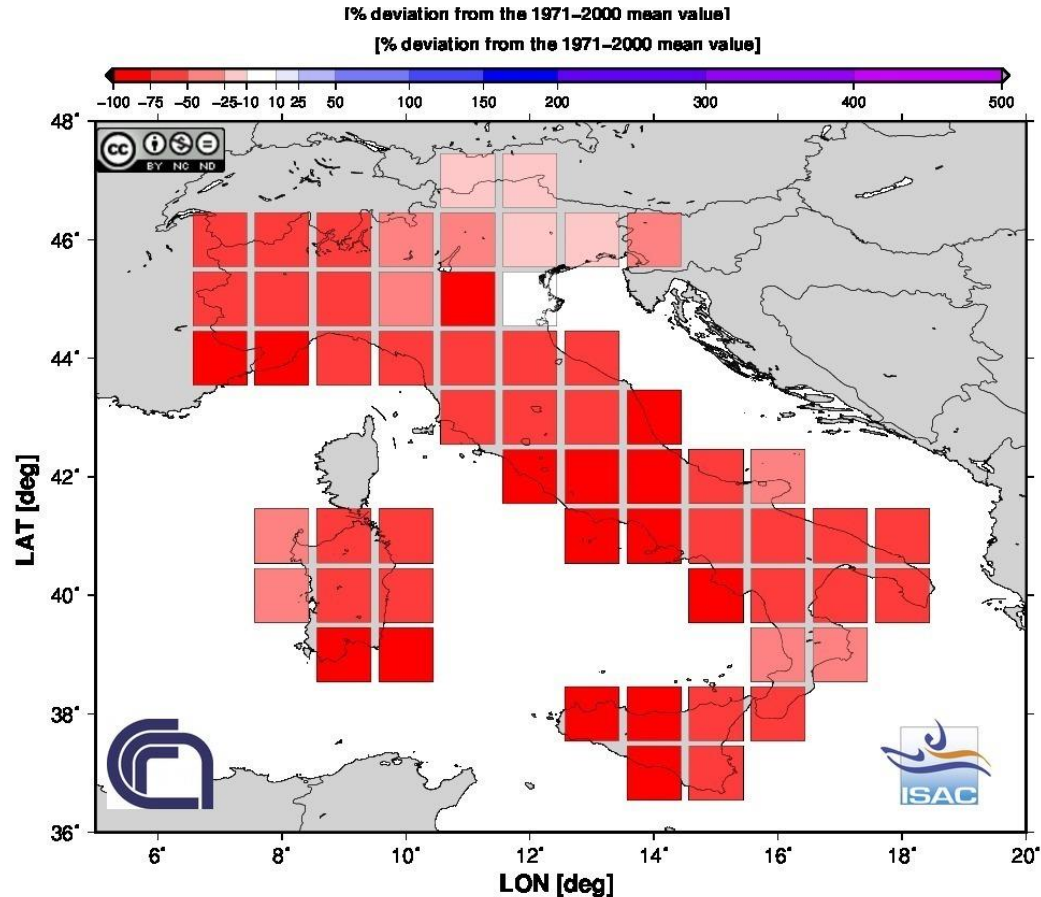 [% deviation from the 1971–2000 mean value]
[% deviation from the 1971–2000 mean value]
−100 −75 −50 −25 −10 10 25 50 100 150 200 300 400 500
48°
cc BY NC ND
46°
44°
42°
LAT [deg]
40°
38°
ISAC
36°
6° 8° 10° 12° 14° 16° 18° 20°
LON [deg]